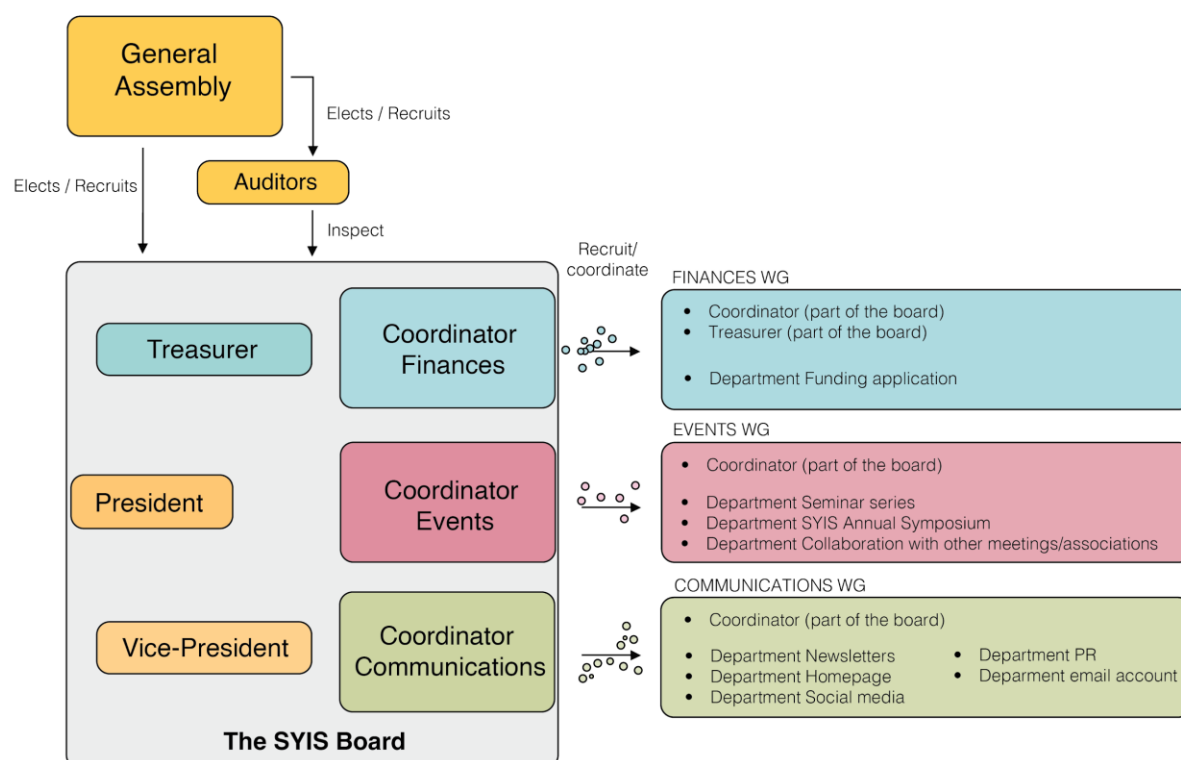 General
Assembly
Elects / Recruits
Elects / Recruits
Auditors
Inspect
Recruit/
coordinate
Treasurer
Coordinator
Finances
President
Coordinator
Events
Vice-President
Coordinator
Communications
The SYIS Board
FINANCES WG
• Coordinator (part of the board)
• Treasurer (part of the board)
• Department Funding application
EVENTS WG
• Coordinator (part of the board)
• Department Seminar series
• Department SYIS Annual Symposium
• Department Collaboration with other meetings/associations
COMMUNICATIONS WG
• Coordinator (part of the board)
• Department Newsletters
• Department Homepage
• Department Social media
• Department PR
• Deparment email account